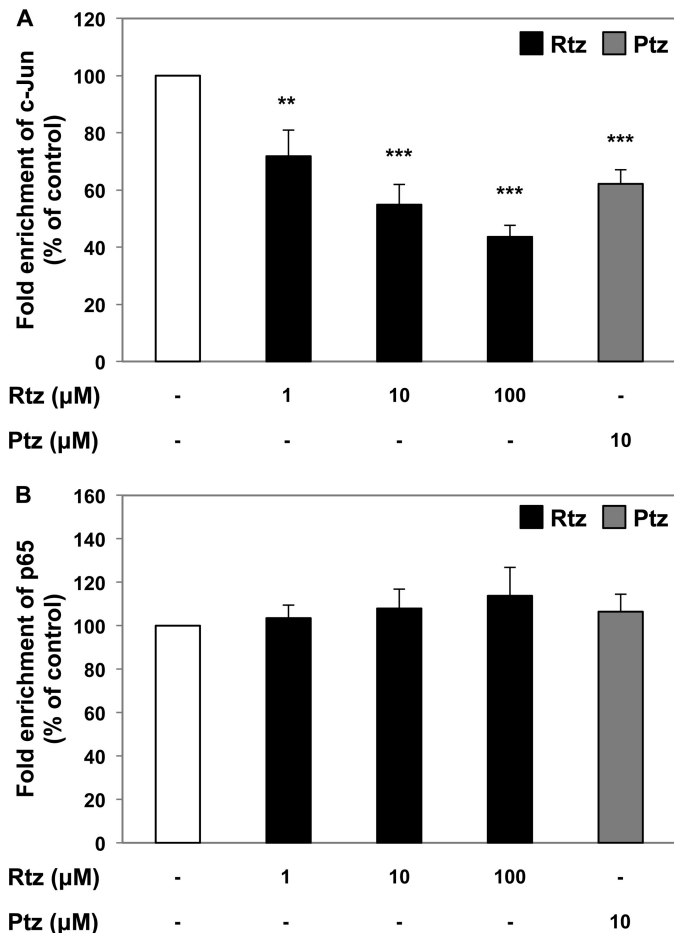 A
Fold enrichment of c-Jun
(% of control)
120
100
80
60
40
20
0
Rtz Ptz
**
***
***
***
Rtz (μM) - 1 10 100 -
Ptz (μM) - - - - 10
B
Fold enrichment of p65
(% of control)
160
140
120
100
80
60
40
20
0
Rtz Ptz
Rtz (μM) - 1 10 100 -
Ptz (μM) - - - - 10